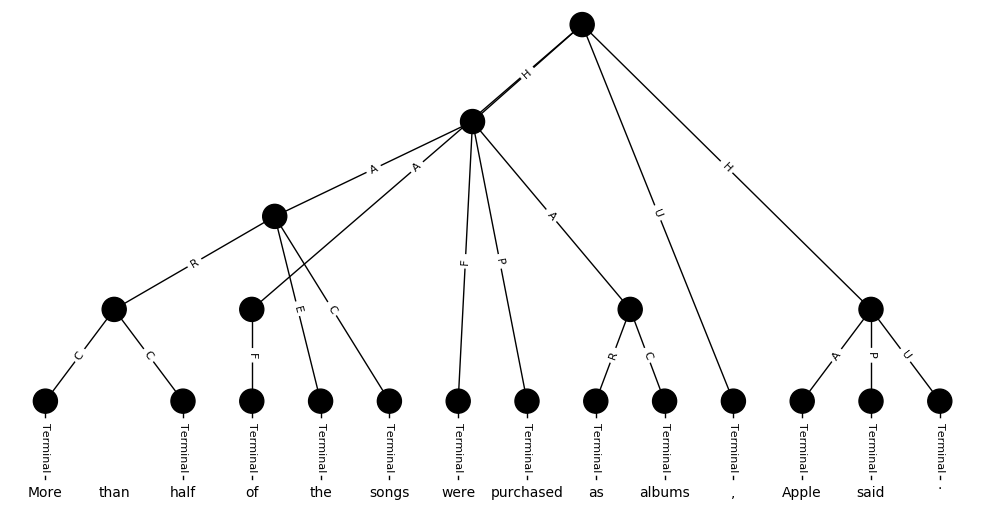 H
A
A
U
H
R
F
P
A
E
C
C
C
F
R
C
A
P
U
Terminal Terminal Terminal Terminal Terminal Terminal Terminal Terminal Terminal Terminal Terminal Terminal Terminal
More than half of the songs were purchased as albums , Apple said .